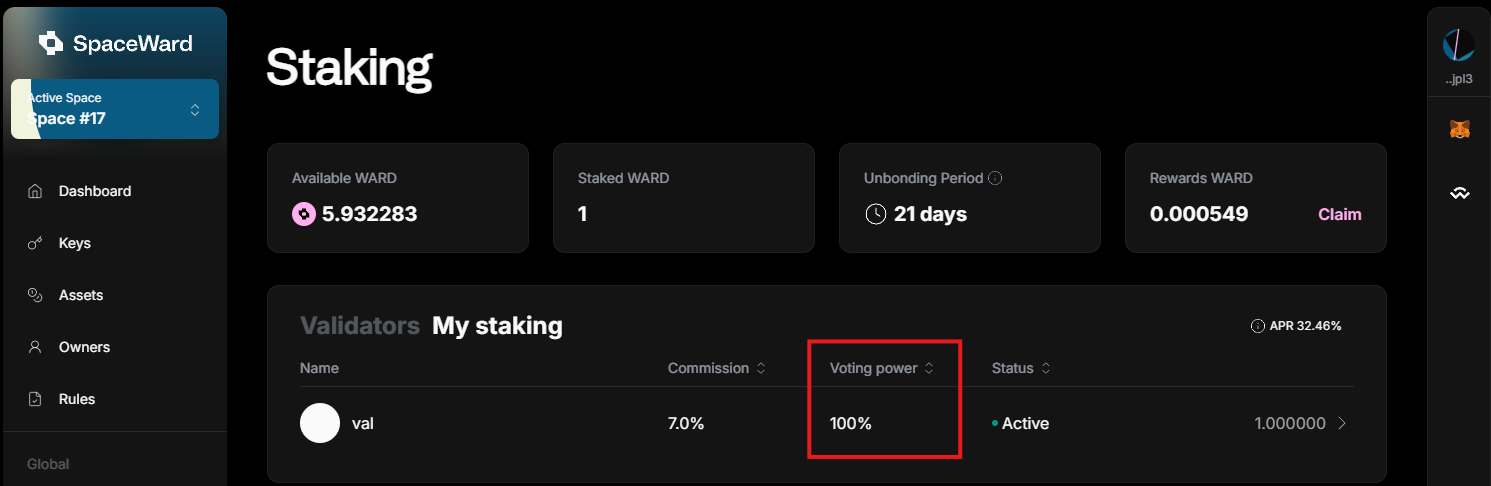 SpaceWard
Active Space
Space #17
Dashboard
Keys
Assets
Owners
Rules
Global
Staking
Available WARD
5.932283
Staked WARD
1
Unbonding Period
21 days
Rewards WARD
0.000549 Claim
Validators My staking
APR 32.46%
Name Commission Voting power Status
val 7.0% 100% Active 1.000000
..jpl3